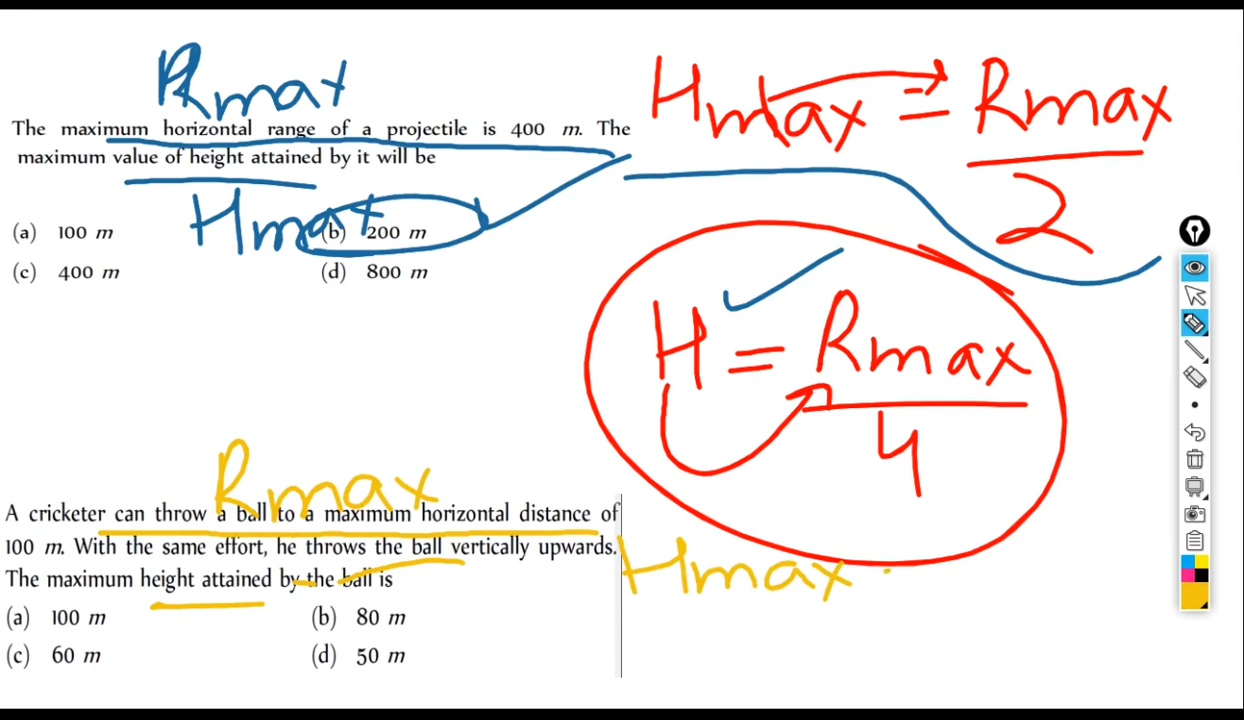 Rmax
The maximum horizontal range of a projectile is 400 m. The
maximum value of height attained by it will be
Hmax
(a) 100 m (b) 200 m
(c) 400 m (d) 800 m
Hmax = Rmax
2
H = Rmax
4
Rmax
A cricketer can throw a ball to a maximum horizontal distance of
100 m. With the same effort, he throws the ball vertically upwards.
The maximum height attained by the ball is
Hmax
(a) 100 m (b) 80 m
(c) 60 m (d) 50 m